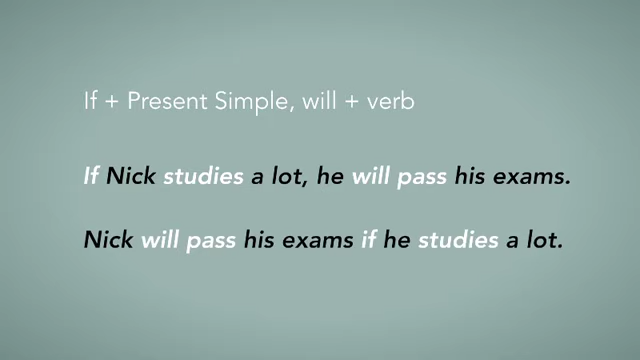 If + Present Simple, will + verb
If Nick studies a lot, he will pass his exams.
Nick will pass his exams if he studies a lot.